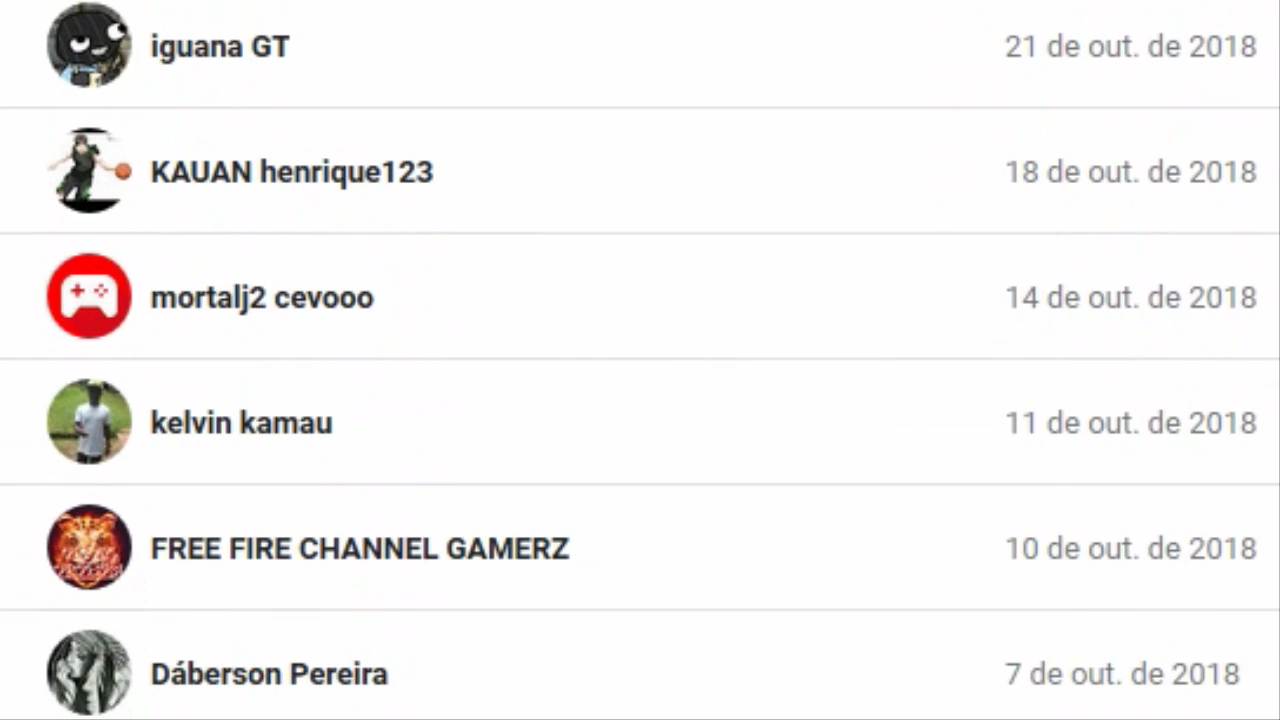 iguana GT 21 de out. de 2018
KAUAN henrique123 18 de out. de 2018
mortalj2 cevooo 14 de out. de 2018
kelvin kamau 11 de out. de 2018
FREE FIRE CHANNEL GAMERZ 10 de out. de 2018
Dáberson Pereira 7 de out. de 2018